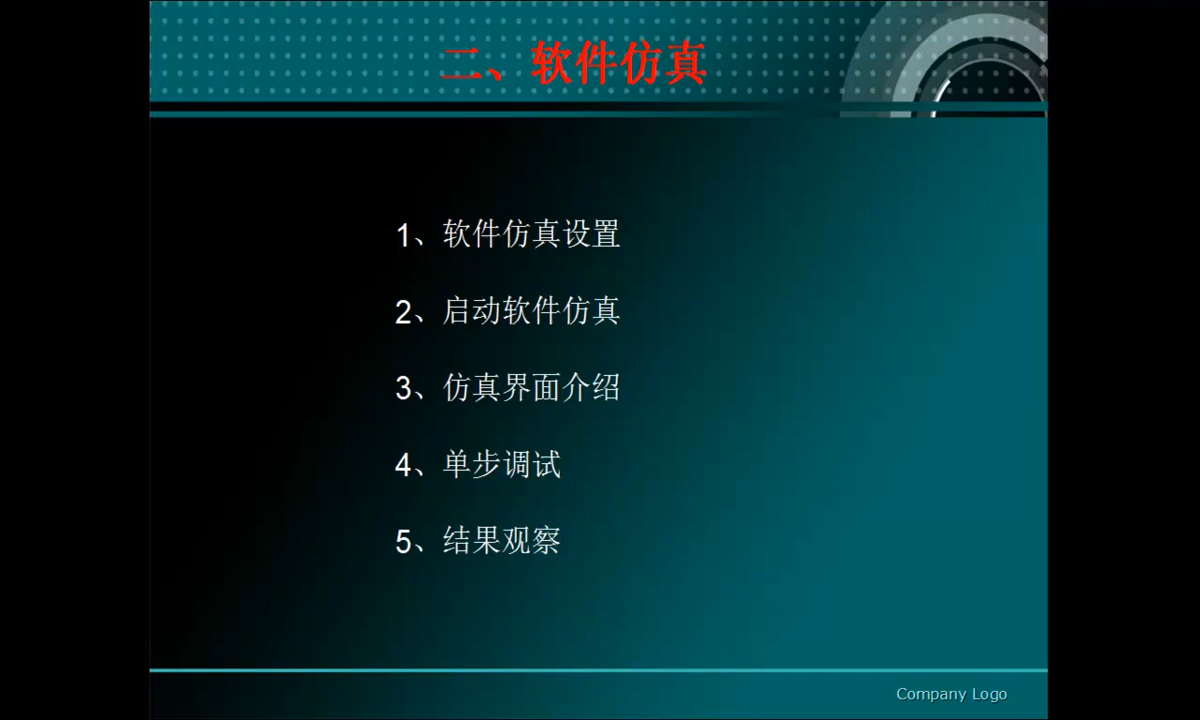 二、软件仿真
1、软件仿真设置
2、启动软件仿真
3、仿真界面介绍
4、单步调试
5、结果观察
Company Logo